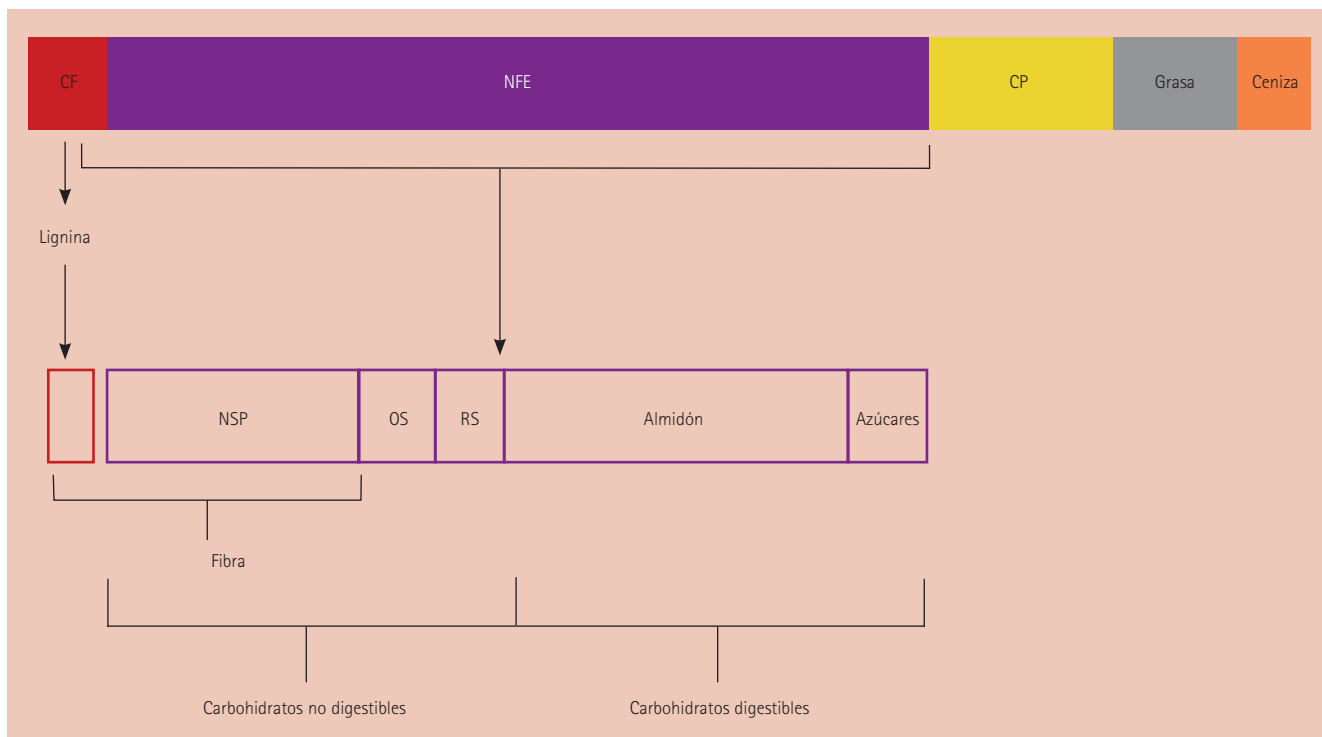 CF
NFE
CP
Grasa
Ceniza
Lignina
NSP
OS
RS
Almidón
Azúcares
Fibra
Carbohidratos no digestibles
Carbohidratos digestibles